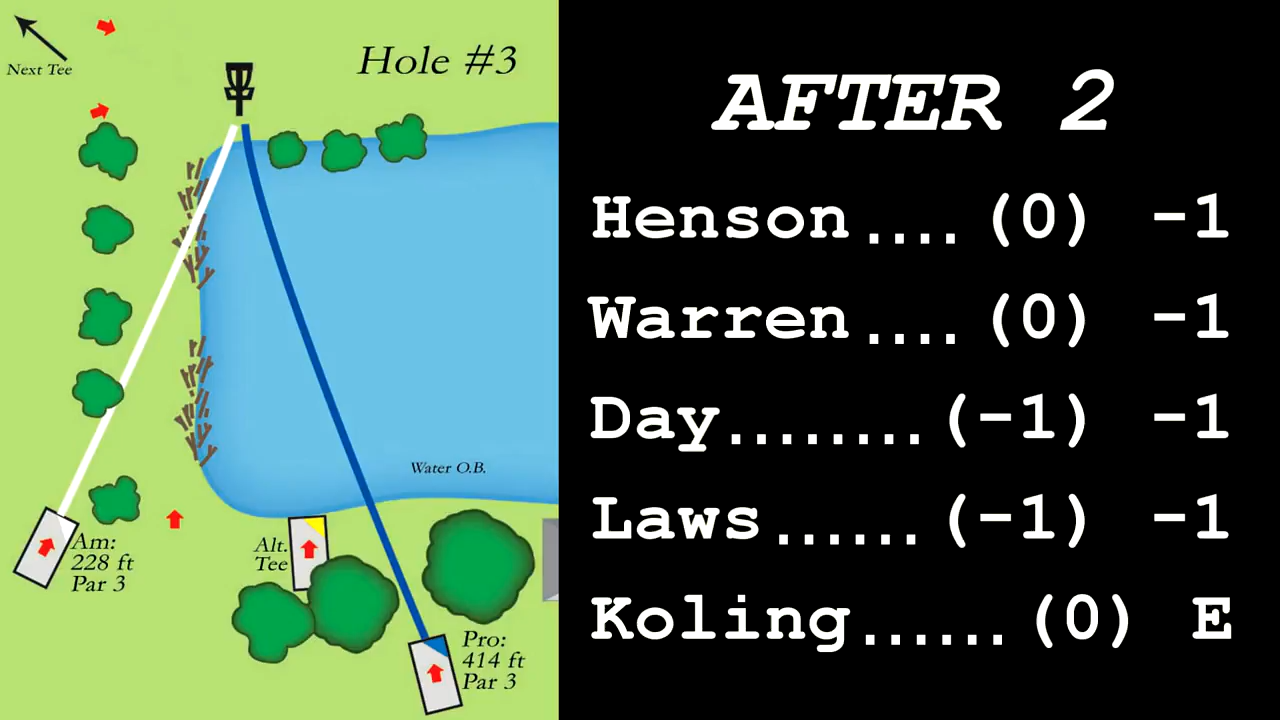 Next Tee
Hole #3
Water O.B.
Am:
228 ft
Par 3
Alt.
Tee
Pro:
414 ft
Par 3
AFTER 2
Henson.... (0) -1
Warren.... (0) -1
Day........ (-1) -1
Laws...... (-1) -1
Koling...... (0) E